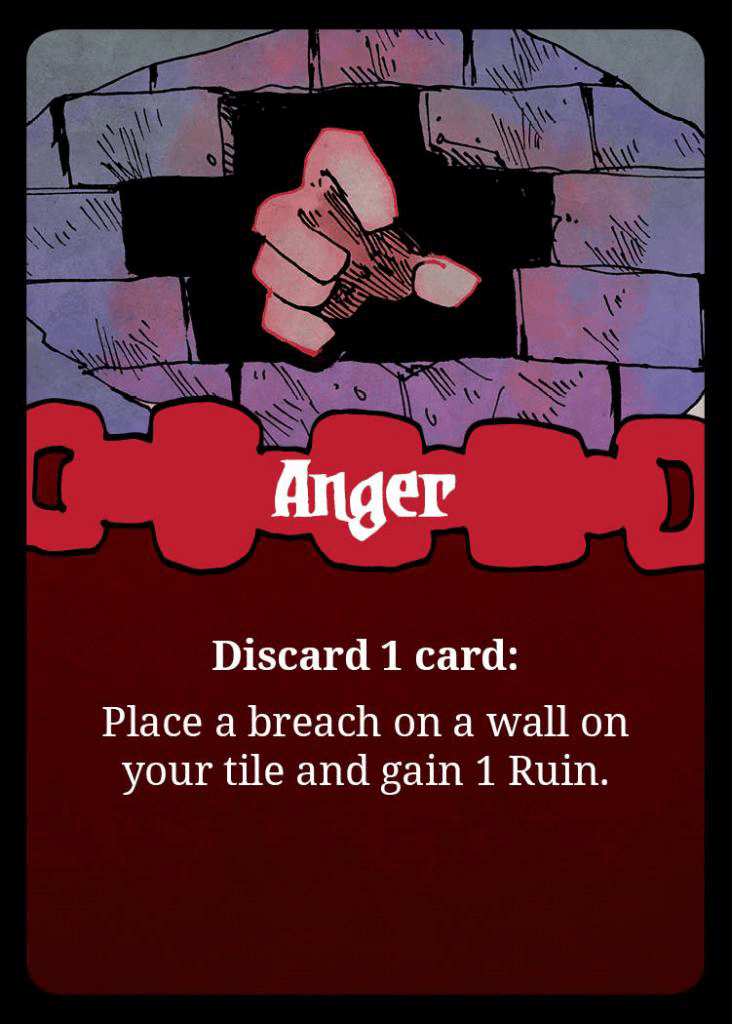 Anger
Discard 1 card:
Place a breach on a wall on
your tile and gain 1 Ruin.